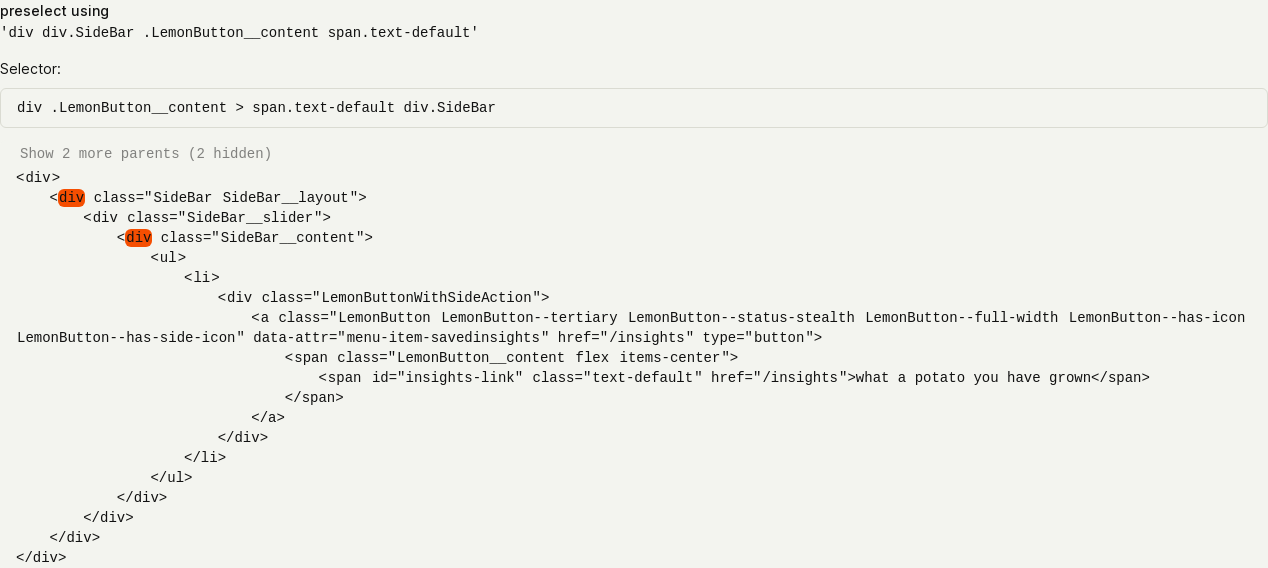 preselect using
'div div.SideBar .LemonButton__content span.text-default'
Selector:
div .LemonButton__content > span.text-default div.SideBar
Show 2 more parents (2 hidden)
<div>
<div class="SideBar SideBar__layout">
<div class="SideBar__slider">
<div class="SideBar__content">
<ul>
<li>
<div class="LemonButtonWithSideAction">
<a class="LemonButton LemonButton--tertiary LemonButton--status-stealth LemonButton--full-width LemonButton--has-icon
LemonButton--has-side-icon" data-attr="menu-item-savedinsights" href="/insights" type="button">
<span class="LemonButton__content flex items-center">
<span id="insights-link" class="text-default" href="/insights">what a potato you have grown</span>
</span>
</a>
</div>
</li>
</ul>
</div>
</div>
</div>
</div>